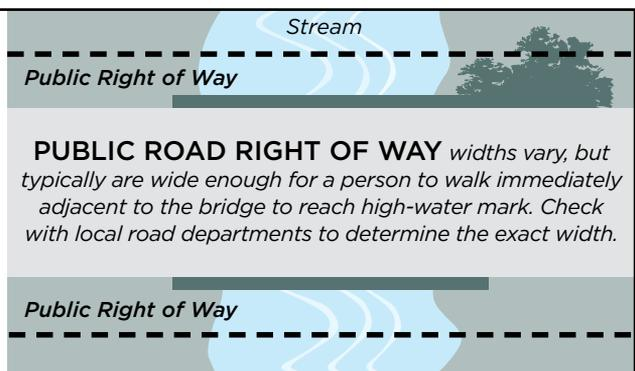 Stream
Public Right of Way
PUBLIC ROAD RIGHT OF WAY widths vary, but
typically are wide enough for a person to walk immediately
adjacent to the bridge to reach high-water mark. Check
with local road departments to determine the exact width.
Public Right of Way